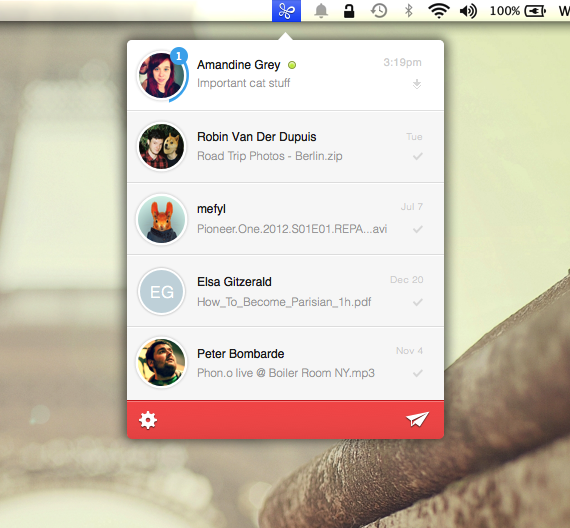 100% W
1
Amandine Grey
3:19pm
Important cat stuff
Robin Van Der Dupuis
Tue
Road Trip Photos - Berlin.zip
mefyl
Jul 7
Pioneer.One.2012.S01E01.REPA...avi
EG
Elsa Gitzerald
Dec 20
How_To_Become_Parisian_1h.pdf
Peter Bombarde
Nov 4
Phon.o live @ Boiler Room NY.mp3